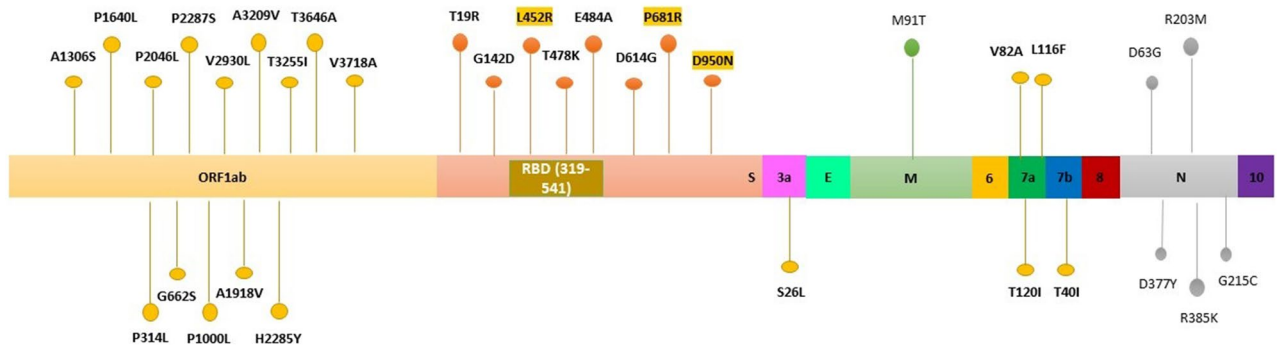 P1640L
P2287S
A3209V
T3646A
T19R
L452R
E484A
P681R
M91T
R203M
A1306S
P2046L
V2930L
T3255I
V3718A
G142D
T478K
D614G
D950N
V82A
L116F
D63G
ORF1ab
RBD (319-
541)
S
3a
E
M
6
7a
7b
8
N
10
P314L
G662S
P1000L
A1918V
H2285Y
S26L
T120I
T40I
D377Y
R385K
G215C